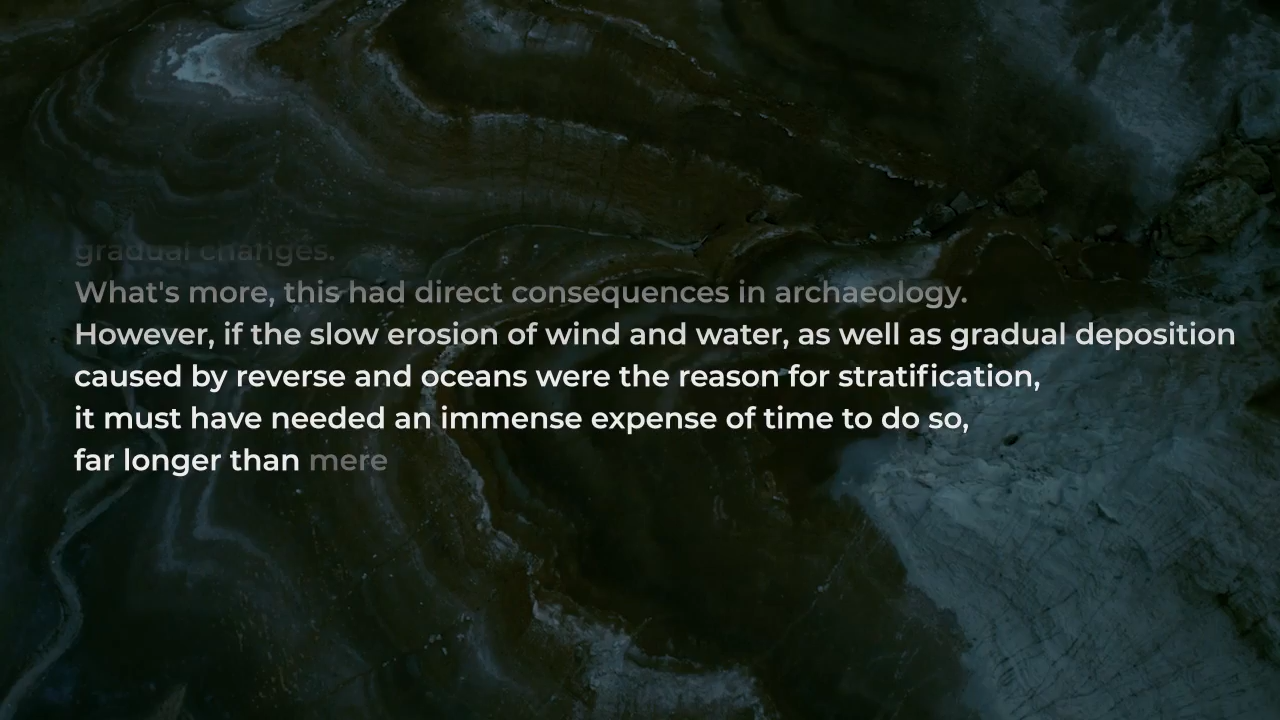 gradual changes.
What's more, this had direct consequences in archaeology.
However, if the slow erosion of wind and water, as well as gradual deposition
caused by reverse and oceans were the reason for stratification,
it must have needed an immense expense of time to do so,
far longer than mere